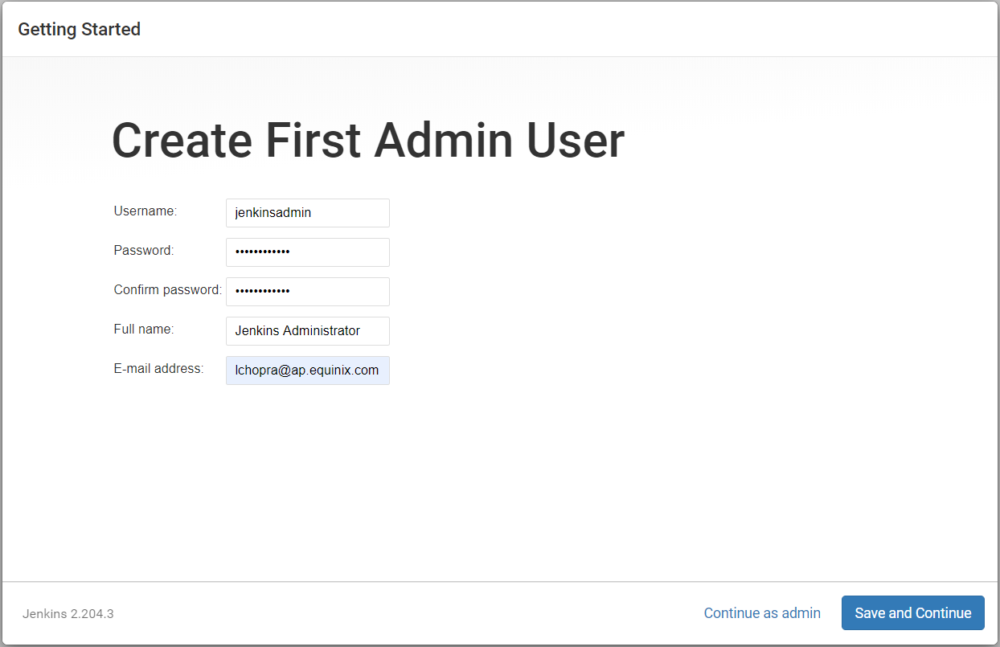 Getting Started
Create First Admin User
Username: jenkinsadmin
Password: ••••••••••••
Confirm password: ••••••••••••
Full name: Jenkins Administrator
E-mail address: lchopra@ap.equinix.com
Jenkins 2.204.3 Continue as admin Save and Continue